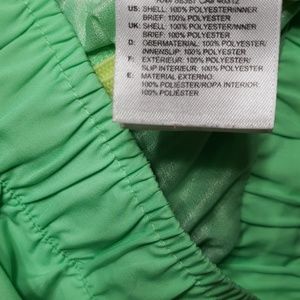 US: SHELL: 100% POLYESTER/INNER
BRIEF: 100% POLYESTER
UK: SHELL: 100% POLYESTER/INNER
BRIEF: 100% POLYESTER
D: OBERMATERIAL: 100% POLYESTER/
INNENSLIP: 100% POLYESTER
F: EXTÉRIEUR: 100% POLYESTER/
SLIP INTÉRIEUR: 100% POLYESTER
E: MATERIAL EXTERNO:
100% POLIÉSTER/ROPA INTERIOR:
100% POLIÉSTER